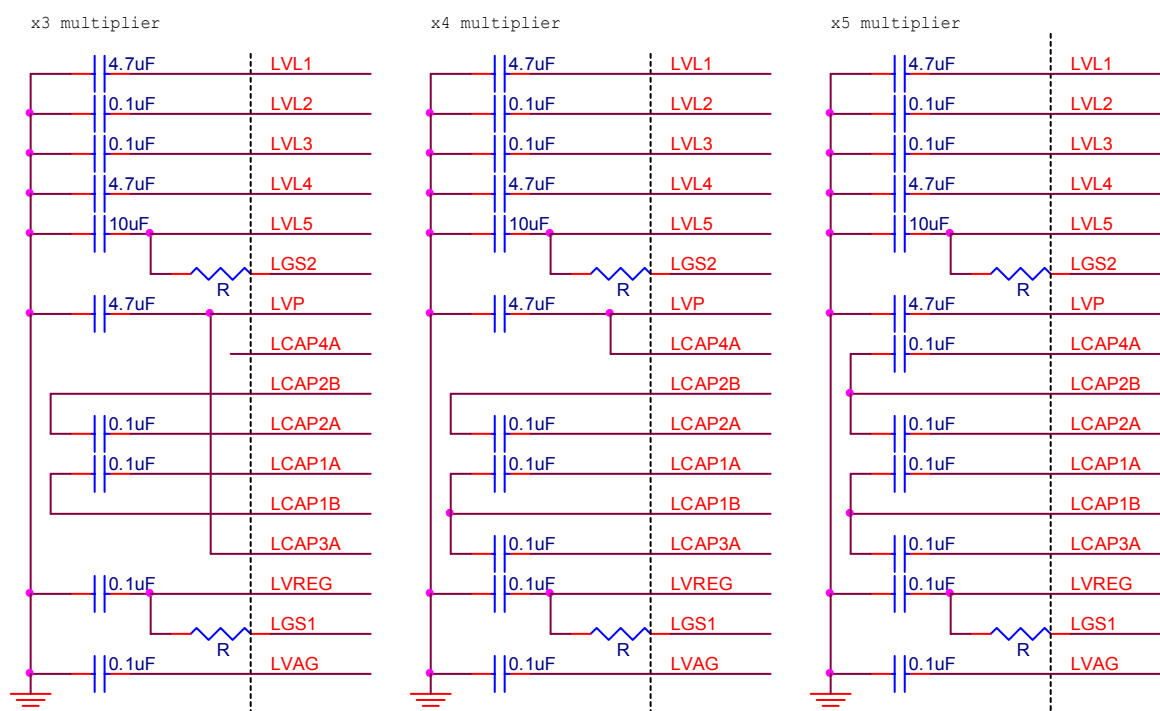 x3 multiplier
4.7uF LVL1
0.1uF LVL2
0.1uF LVL3
4.7uF LVL4
10uF LVL5
LGS2
R
4.7uF LVP
LCAP4A
LCAP2B
0.1uF LCAP2A
0.1uF LCAP1A
LCAP1B
LCAP3A
0.1uF LVREG
LGS1
R
0.1uF LVAG
x4 multiplier
4.7uF LVL1
0.1uF LVL2
0.1uF LVL3
4.7uF LVL4
10uF LVL5
LGS2
R
4.7uF LVP
LCAP4A
LCAP2B
0.1uF LCAP2A
0.1uF LCAP1A
LCAP1B
0.1uF LCAP3A
0.1uF LVREG
LGS1
R
0.1uF LVAG
x5 multiplier
4.7uF LVL1
0.1uF LVL2
0.1uF LVL3
4.7uF LVL4
10uF LVL5
LGS2
R
4.7uF LVP
0.1uF LCAP4A
LCAP2B
0.1uF LCAP2A
0.1uF LCAP1A
LCAP1B
0.1uF LCAP3A
0.1uF LVREG
LGS1
R
0.1uF LVAG